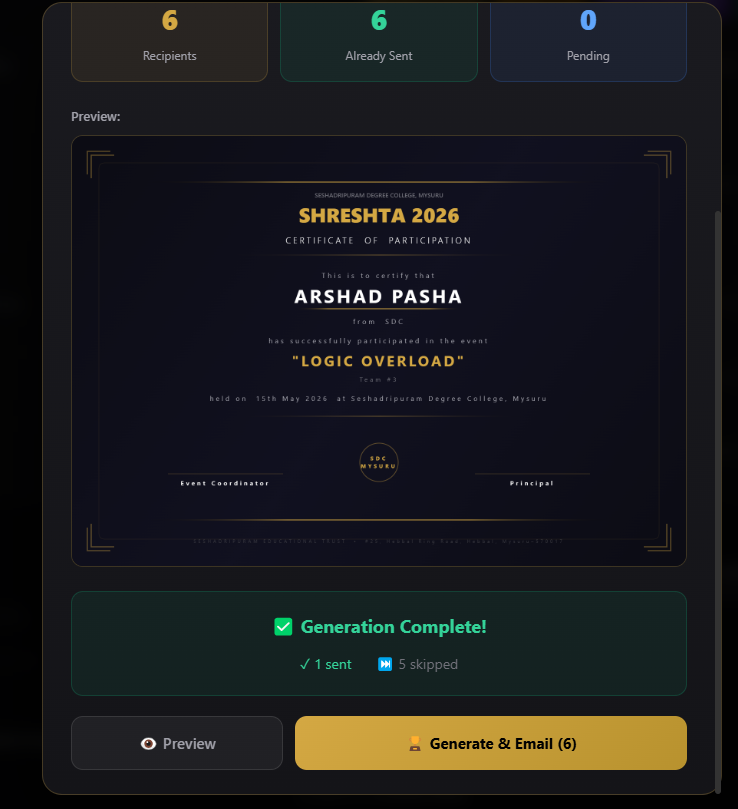 6 6 0
Recipients Already Sent Pending
Preview:
SESHADRIPURAM DEGREE COLLEGE, MYSURU
SHRESHTA 2026
CERTIFICATE OF PARTICIPATION
This is to certify that
ARSHAD PASHA
from SDC
has successfully participated in the event
"LOGIC OVERLOAD"
Team #3
held on 15th May 2026 at Seshadripuram Degree College, Mysuru
SDC
MYSURU
Event Coordinator Principal
SESHADRIPURAM EDUCATIONAL TRUST
Generation Complete!
✓ 1 sent 5 skipped
Preview Generate & Email (6)